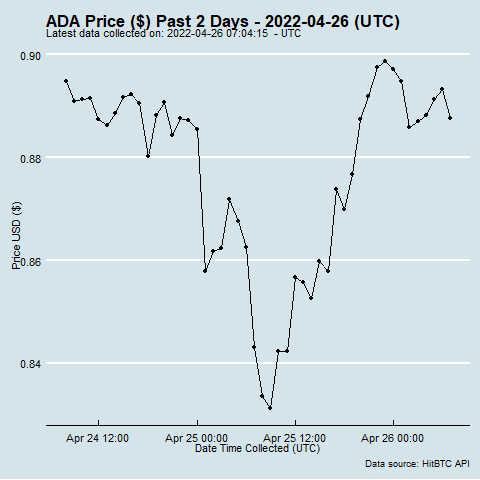 ADA Price ($) Past 2 Days - 2022-04-26 (UTC)
Latest data collected on: 2022-04-26 07:04:15 - UTC
0.90
0.88
0.86
0.84
Price USD ($)
Apr 24 12:00
Apr 25 00:00
Apr 25 12:00
Apr 26 00:00
Date Time Collected (UTC)
Data source: HitBTC API